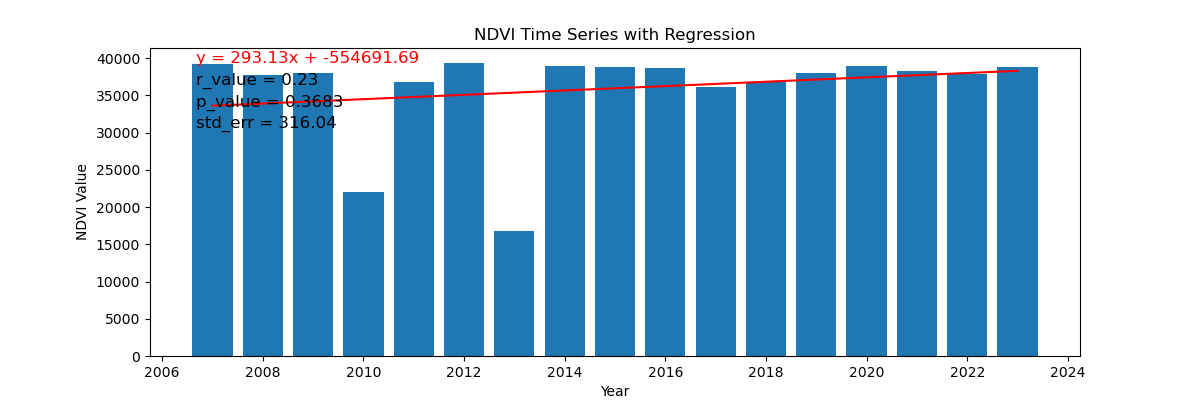 NDVI Time Series with Regression
y = 293.13x + -554691.69
r_value = 0.23
p_value = 0.3683
std_err = 316.04
NDVI Value
40000
35000
30000
25000
20000
15000
10000
5000
0
2006 2008 2010 2012 2014 2016 2018 2020 2022 2024
Year